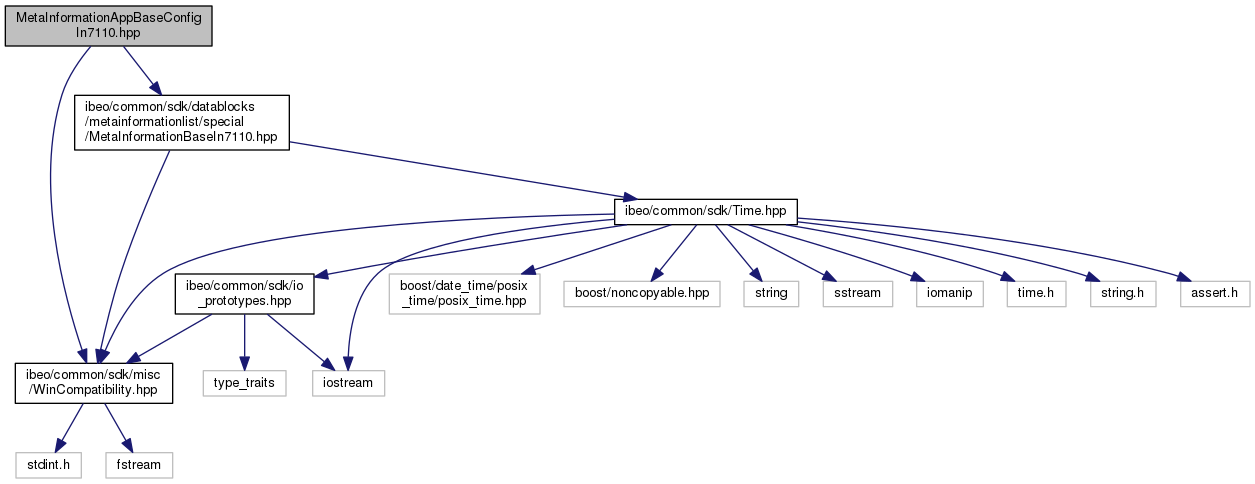 MetaInformationAppBaseConfig
In7110.hpp
ibeo/common/sdk/datablocks
/metainformationlist/special
/MetaInformationBaseIn7110.hpp
ibeo/common/sdk/Time.hpp
ibeo/common/sdk/io
_prototypes.hpp
boost/date_time/posix
_time/posix_time.hpp
boost/noncopyable.hpp
string
sstream
iomanip
time.h
string.h
assert.h
ibeo/common/sdk/misc
/WinCompatibility.hpp
type_traits
iostream
stdint.h
fstream